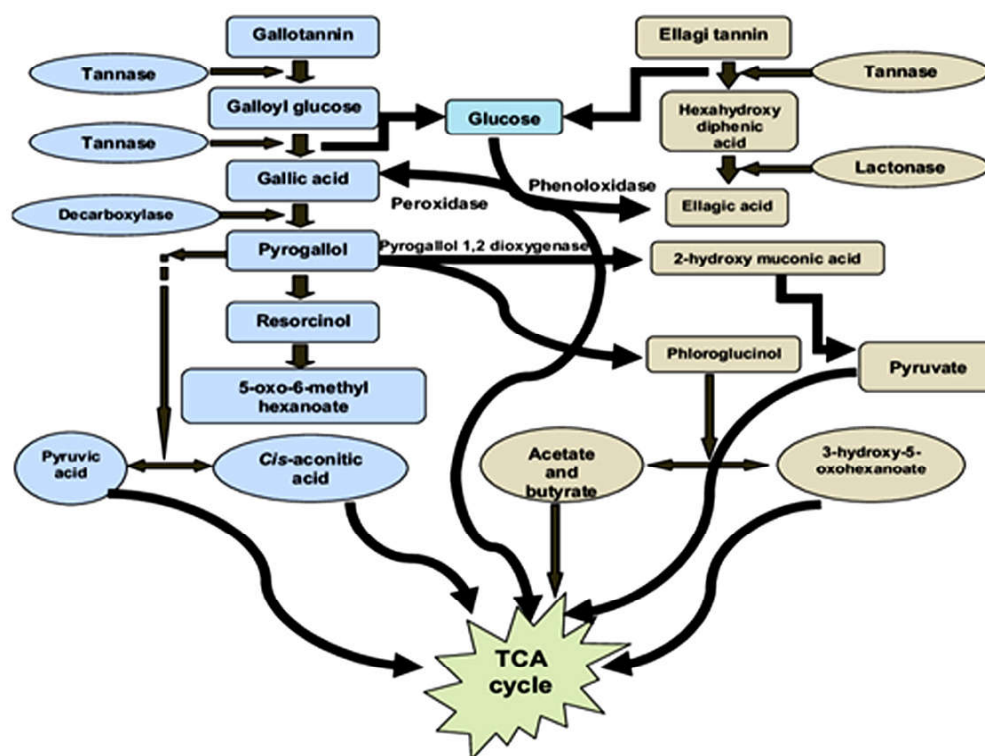 Gallotannin
Ellagi tannin
Tannase
Tannase
Galloyl glucose
Glucose
Hexahydroxy
diphenic
acid
Tannase
Lactonase
Gallic acid
Phenoloxidase
Peroxidase
Ellagic acid
Decarboxylase
Pyrogallol
Pyrogallol 1,2 dioxygenase
2-hydroxy muconic acid
Resorcinol
Phloroglucinol
Pyruvate
5-oxo-6-methyl
hexanoate
Pyruvic
acid
Cis-aconitic
acid
Acetate
and
butyrate
3-hydroxy-5-
oxohexanoate
TCA
cycle